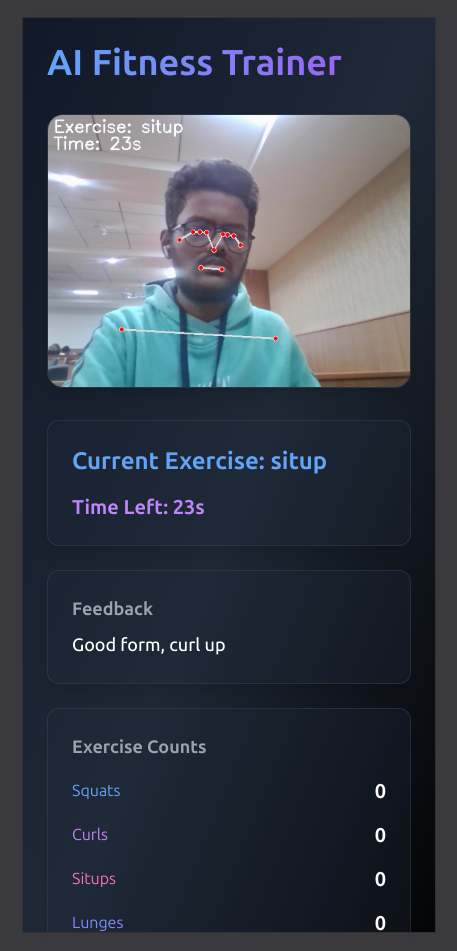 AI Fitness Trainer
Exercise: situp
Time: 23s
Current Exercise: situp
Time Left: 23s
Feedback
Good form, curl up
Exercise Counts
Squats 0
Curls 0
Situps 0
Lunges 0